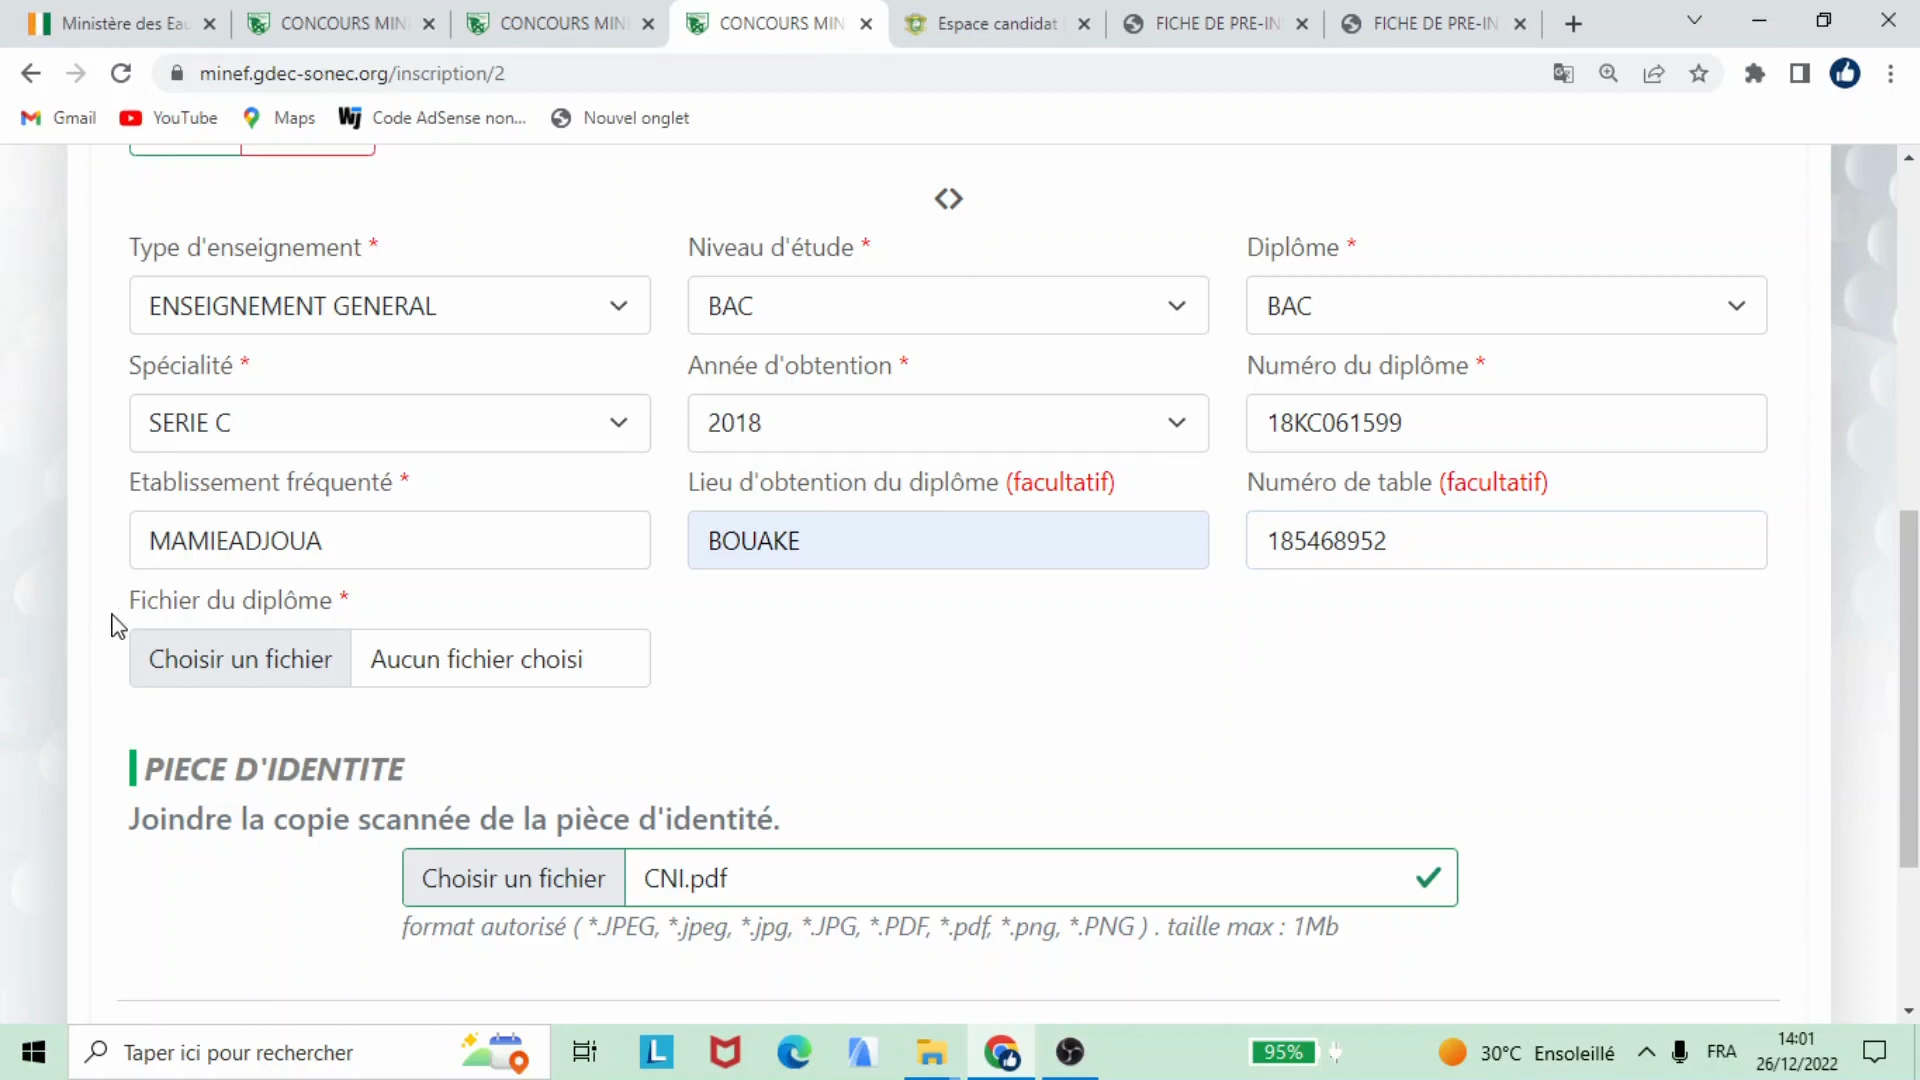 Ministère des Eau
CONCOURS MINE
CONCOURS MINE
CONCOURS MIN
Espace candidat
FICHE DE PRE-IN
FICHE DE PRE-IN
minef.gdec-sonec.org/inscription/2
Gmail
YouTube
Maps
Code AdSense non...
Nouvel onglet
Type d'enseignement *
Niveau d'étude *
Diplôme *
ENSEIGNEMENT GENERAL
BAC
BAC
Spécialité *
Année d'obtention *
Numéro du diplôme *
SERIE C
2018
18KC061599
Etablissement fréquenté *
Lieu d'obtention du diplôme (facultatif)
Numéro de table (facultatif)
MAMIEADJOUA
BOUAKE
185468952
Fichier du diplôme *
Choisir un fichier
Aucun fichier choisi
PIECE D'IDENTITE
Joindre la copie scannée de la pièce d'identité.
Choisir un fichier
CNI.pdf
format autorisé ( *.JPEG, *.jpeg, *.jpg, *.JPG, *.PDF, *.pdf, *.png, *.PNG ) . taille max : 1Mb
Taper ici pour rechercher
95%
30°C Ensoleillé
FRA
14:01
26/12/2022